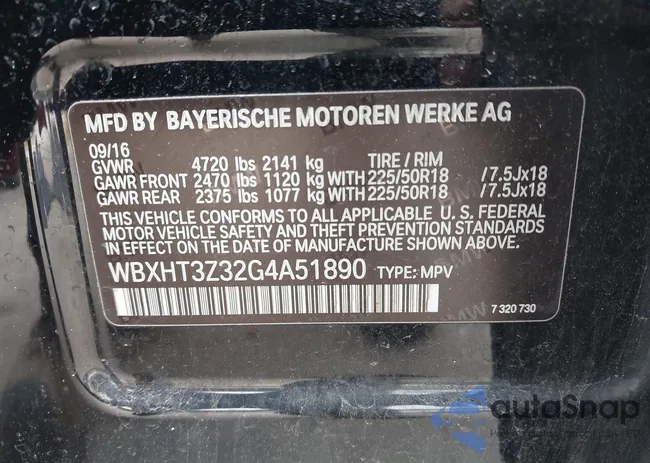 MFD BY BAYERISCHE MOTOREN WERKE AG
09/16
GVWR 4720 lbs 2141 kg TIRE / RIM
GAWR FRONT 2470 lbs 1120 kg WITH 225/50R18 /7.5Jx18
GAWR REAR 2375 lbs 1077 kg WITH 225/50R18 /7.5Jx18
THIS VEHICLE CONFORMS TO ALL APPLICABLE U. S. FEDERAL
MOTOR VEHICLE SAFETY AND THEFT PREVENTION STANDARDS
IN EFFECT ON THE DATE OF MANUFACTURE SHOWN ABOVE.
WBXHT3Z32G4A51890 TYPE: MPV
7 320 730
autoSnap